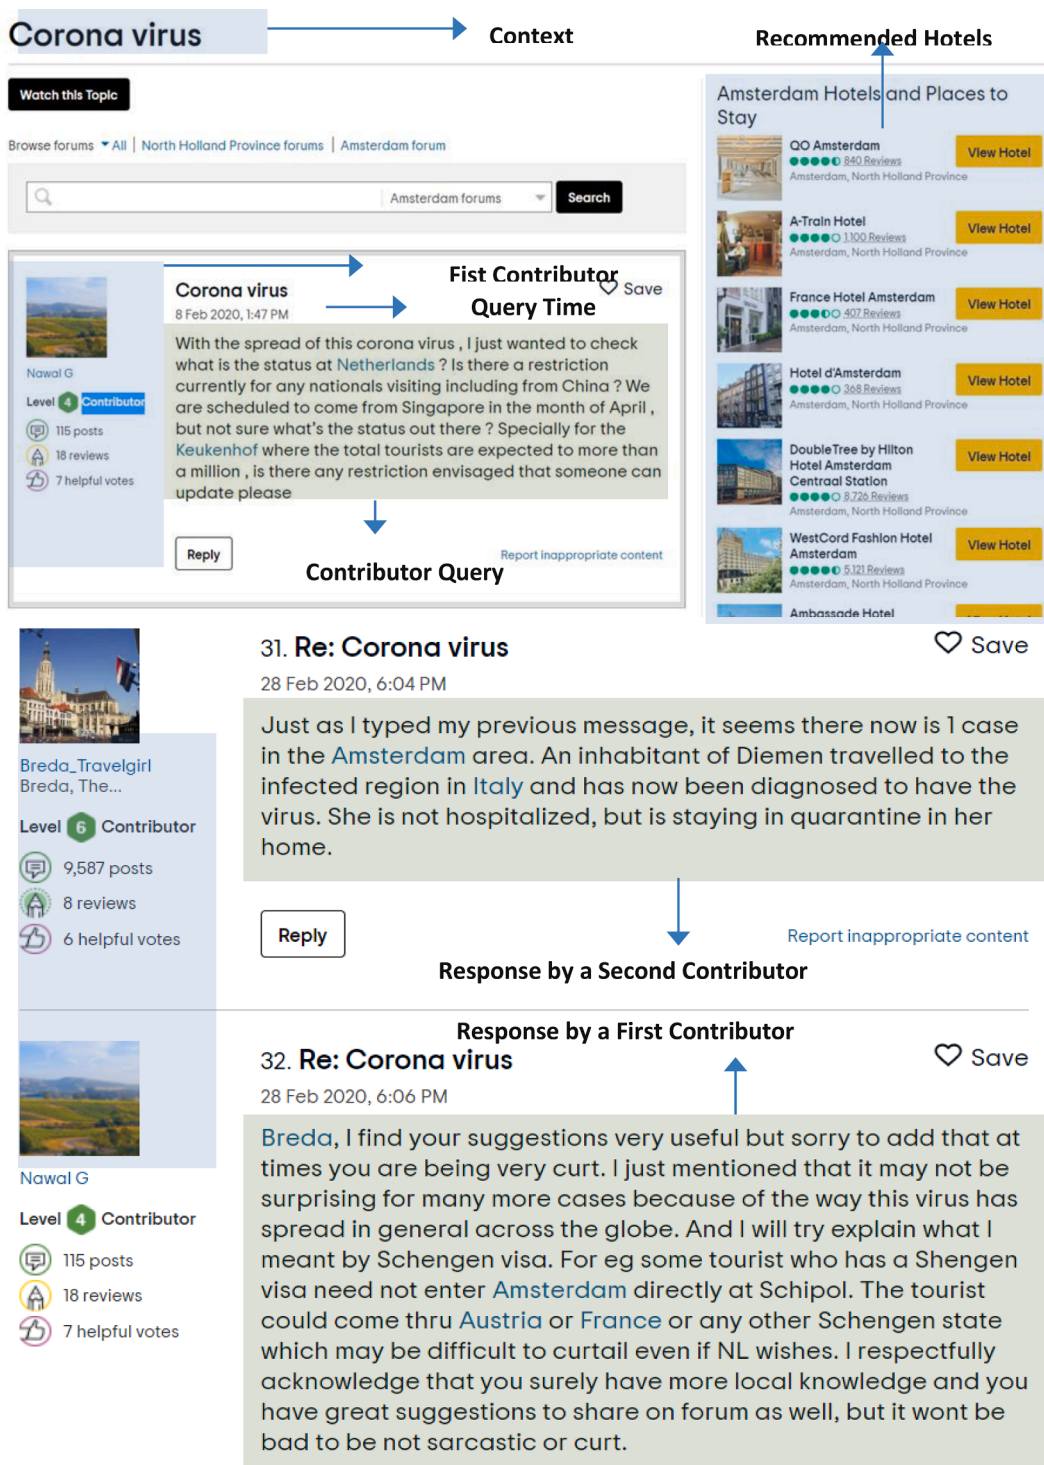 Corona virus
Context
Recommended Hotels
Watch this Topic
Browse forums All | North Holland Province forums | Amsterdam forum
Amsterdam forums
Search
Fist Contributor
Corona virus
Save
Query Time
8 Feb 2020, 1:47 PM
With the spread of this corona virus , I just wanted to check
what is the status at Netherlands ? Is there a restriction
currently for any nationals visiting including from China ? We
are scheduled to come from Singapore in the month of April ,
but not sure what's the status out there ? Specially for the
Keukenhof where the total tourists are expected to more than
a million , is there any restriction envisaged that someone can
update please
Nawal G
Level 4 Contributor
115 posts
18 reviews
7 helpful votes
Reply
Report inappropriate content
Contributor Query
Amsterdam Hotels and Places to
Stay
QO Amsterdam
840 Reviews
Amsterdam, North Holland Province
View Hotel
A-Train Hotel
1,100 Reviews
Amsterdam, North Holland Province
View Hotel
France Hotel Amsterdam
407 Reviews
Amsterdam, North Holland Province
View Hotel
Hotel d'Amsterdam
368 Reviews
Amsterdam, North Holland Province
View Hotel
DoubleTree by Hilton
Hotel Amsterdam
Centraal Station
8,726 Reviews
Amsterdam, North Holland Province
View Hotel
WestCord Fashion Hotel
Amsterdam
5,121 Reviews
Amsterdam, North Holland Province
View Hotel
Ambassade Hotel
View Hotel
31. Re: Corona virus
Save
28 Feb 2020, 6:04 PM
Just as I typed my previous message, it seems there now is 1 case
in the Amsterdam area. An inhabitant of Diemen travelled to the
infected region in Italy and has now been diagnosed to have the
virus. She is not hospitalized, but is staying in quarantine in her
home.
Breda_Travelgirl
Breda, The...
Level 6 Contributor
9,587 posts
8 reviews
6 helpful votes
Reply
Report inappropriate content
Response by a Second Contributor
Response by a First Contributor
32. Re: Corona virus
Save
28 Feb 2020, 6:06 PM
Nawal G
Level 4 Contributor
115 posts
18 reviews
7 helpful votes
Breda, I find your suggestions very useful but sorry to add that at
times you are being very curt. I just mentioned that it may not be
surprising for many more cases because of the way this virus has
spread in general across the globe. And I will try explain what I
meant by Schengen visa. For eg some tourist who has a Shengen
visa need not enter Amsterdam directly at Schipol. The tourist
could come thru Austria or France or any other Schengen state
which may be difficult to curtail even if NL wishes. I respectfully
acknowledge that you surely have more local knowledge and you
have great suggestions to share on forum as well, but it wont be
bad to be not sarcastic or curt.